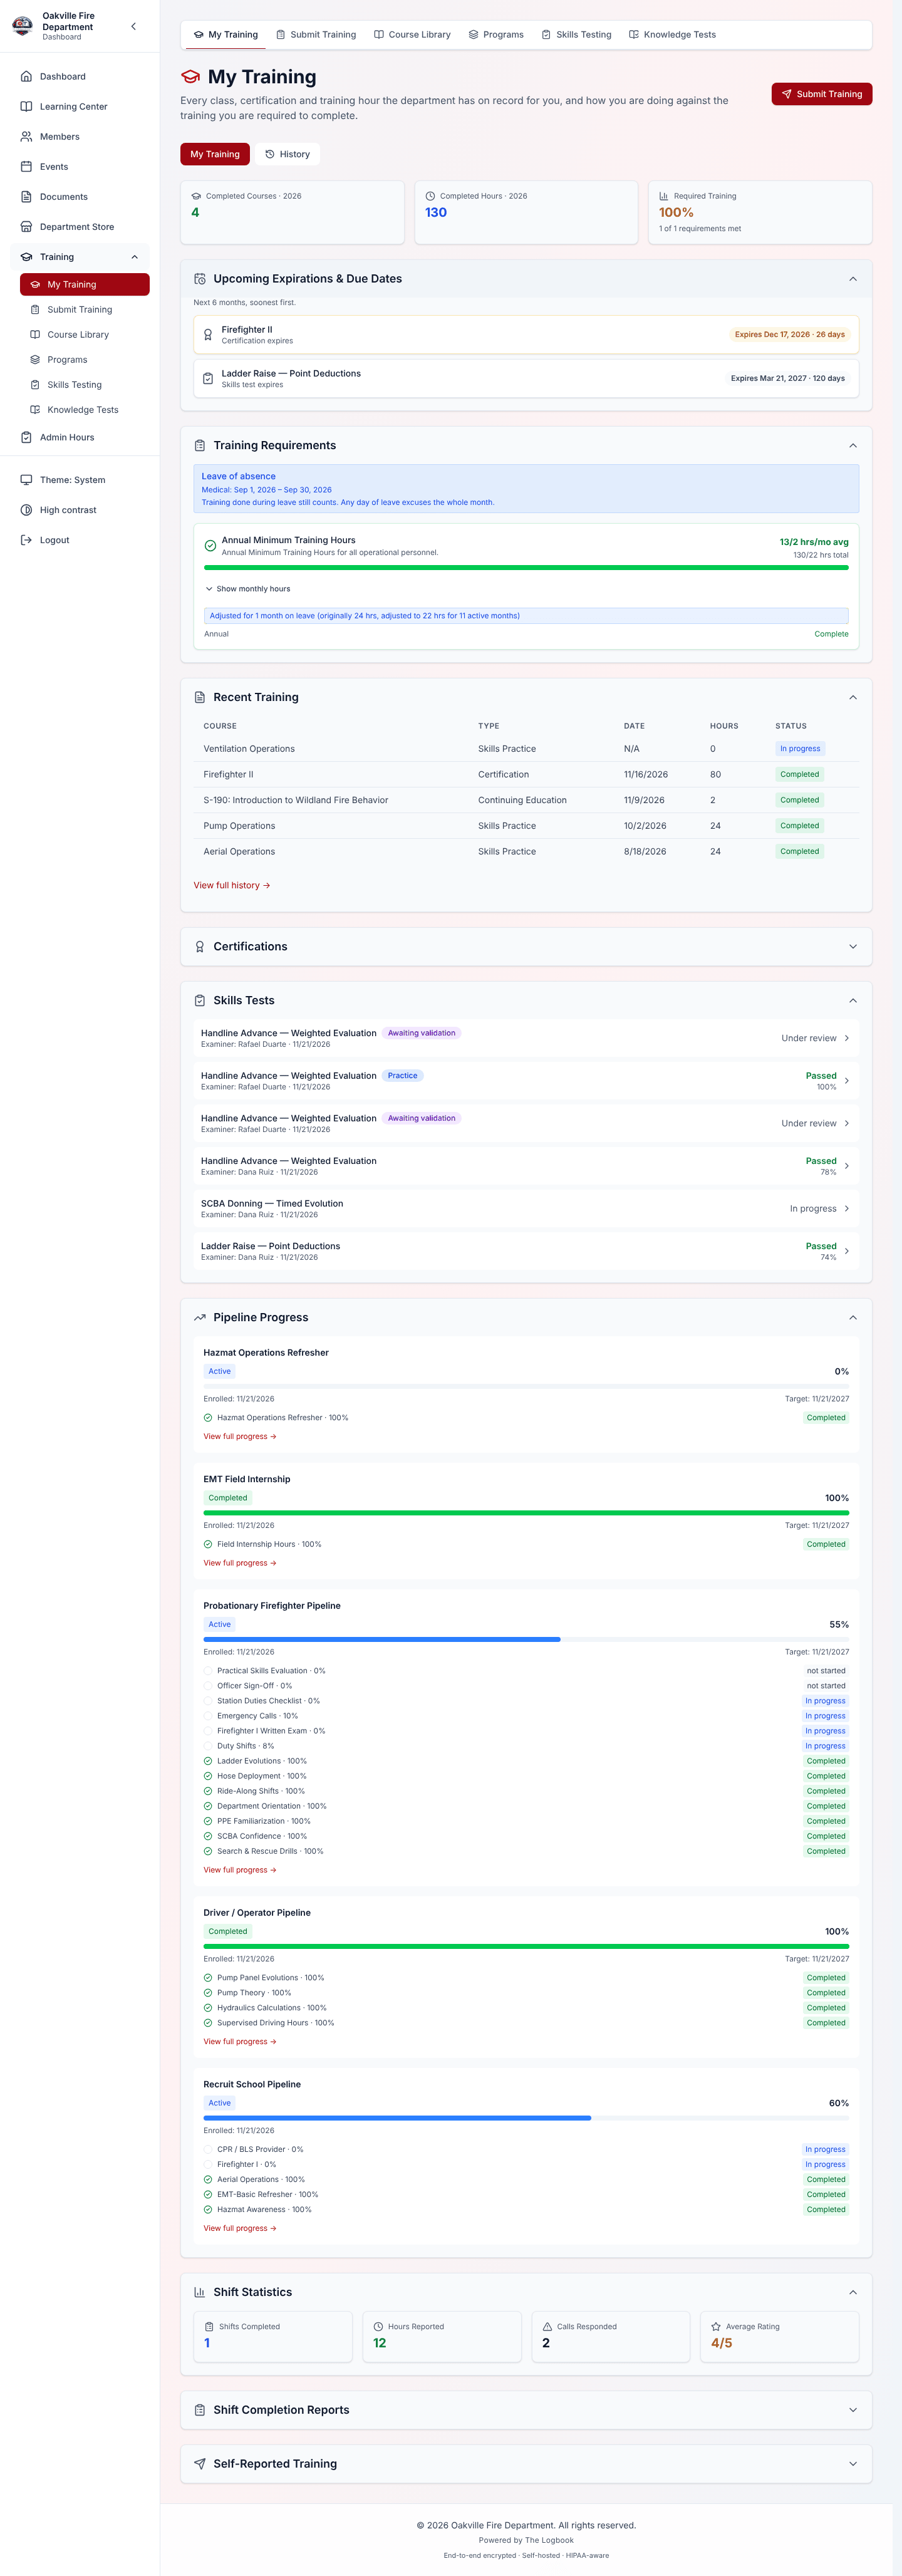 Oakville Fire
Department
Dashboard
Dashboard
Learning Center
Members
Events
Documents
Department Store
Training
My Training
Submit Training
Course Library
Programs
Skills Testing
Knowledge Tests
Admin Hours
Theme: System
High contrast
Logout
My Training Submit Training Course Library Programs Skills Testing Knowledge Tests
My Training
Every class, certification and training hour the department has on record for you, and how you are doing against the
training you are required to complete.
Submit Training
My Training History
Completed Courses · 2026
4
Completed Hours · 2026
130
Required Training
100%
1 of 1 requirements met
Upcoming Expirations & Due Dates
Next 6 months, soonest first.
Firefighter II
Certification expires
Expires Dec 17, 2026 · 26 days
Ladder Raise — Point Deductions
Skills test expires
Expires Mar 21, 2027 · 120 days
Training Requirements
Leave of absence
Medical: Sep 1, 2026 – Sep 30, 2026
Training done during leave still counts. Any day of leave excuses the whole month.
Annual Minimum Training Hours
Annual Minimum Training Hours for all operational personnel.
13/2 hrs/mo avg
130/22 hrs total
Show monthly hours
Adjusted for 1 month on leave (originally 24 hrs, adjusted to 22 hrs for 11 active months)
Annual Complete
Recent Training
COURSE TYPE DATE HOURS STATUS
Ventilation Operations Skills Practice N/A 0 In progress
Firefighter II Certification 11/16/2026 80 Completed
S-190: Introduction to Wildland Fire Behavior Continuing Education 11/9/2026 2 Completed
Pump Operations Skills Practice 10/2/2026 24 Completed
Aerial Operations Skills Practice 8/18/2026 24 Completed
View full history →
Certifications
Skills Tests
Handline Advance — Weighted Evaluation Awaiting validation
Examiner: Rafael Duarte · 11/21/2026
Under review
Handline Advance — Weighted Evaluation Practice
Examiner: Rafael Duarte · 11/21/2026
Passed
100%
Handline Advance — Weighted Evaluation Awaiting validation
Examiner: Rafael Duarte · 11/21/2026
Under review
Handline Advance — Weighted Evaluation
Examiner: Dana Ruiz · 11/21/2026
Passed
78%
SCBA Donning — Timed Evolution
Examiner: Dana Ruiz · 11/21/2026
In progress
Ladder Raise — Point Deductions
Examiner: Dana Ruiz · 11/21/2026
Passed
74%
Pipeline Progress
Hazmat Operations Refresher
Active 0%
Enrolled: 11/21/2026 Target: 11/21/2027
Hazmat Operations Refresher · 100% Completed
View full progress →
EMT Field Internship
Completed 100%
Enrolled: 11/21/2026 Target: 11/21/2027
Field Internship Hours · 100% Completed
View full progress →
Probationary Firefighter Pipeline
Active 55%
Enrolled: 11/21/2026 Target: 11/21/2027
Practical Skills Evaluation · 0% not started
Officer Sign-Off · 0% not started
Station Duties Checklist · 0% In progress
Emergency Calls · 10% In progress
Firefighter I Written Exam · 0% In progress
Duty Shifts · 8% In progress
Ladder Evolutions · 100% Completed
Hose Deployment · 100% Completed
Ride-Along Shifts · 100% Completed
Department Orientation · 100% Completed
PPE Familiarization · 100% Completed
SCBA Confidence · 100% Completed
Search & Rescue Drills · 100% Completed
View full progress →
Driver / Operator Pipeline
Completed 100%
Enrolled: 11/21/2026 Target: 11/21/2027
Pump Panel Evolutions · 100% Completed
Pump Theory · 100% Completed
Hydraulics Calculations · 100% Completed
Supervised Driving Hours · 100% Completed
View full progress →
Recruit School Pipeline
Active 60%
Enrolled: 11/21/2026
CPR / BLS Provider · 0% In progress
Firefighter I · 0% In progress
Aerial Operations · 100% Completed
EMT-Basic Refresher · 100% Completed
Hazmat Awareness · 100% Completed
View full progress →
Shift Statistics
Shifts Completed
1
Hours Reported
12
Calls Responded
2
Average Rating
4/5
Shift Completion Reports
Self-Reported Training
© 2026 Oakville Fire Department. All rights reserved.
Powered by The Logbook
End-to-end encrypted · Self-hosted · HIPAA-aware